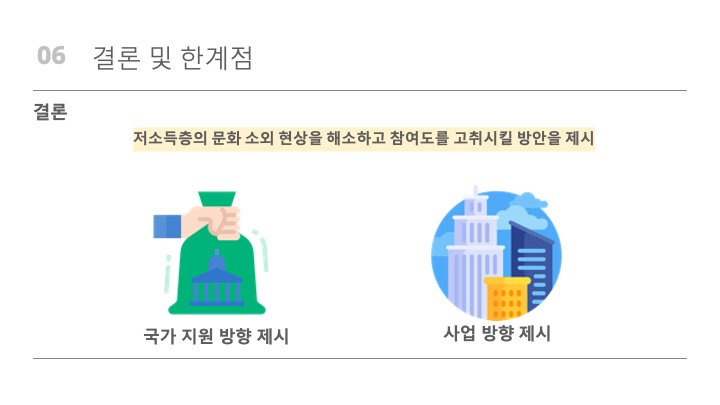 06 결론 및 한계점
결론
저소득층의 문화 소외 현상을 해소하고 참여도를 고취시킬 방안을 제시
국가 지원 방향 제시
사업 방향 제시